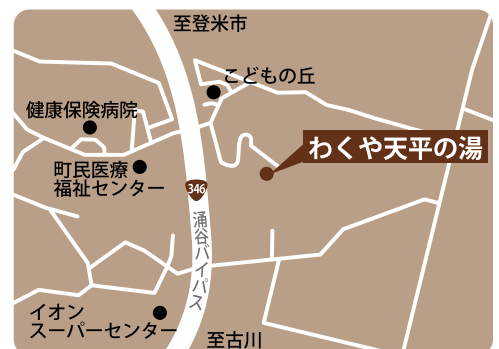 至登米市
こどもの丘
健康保険病院
わくや天平の湯
町民医療
福祉センター
346
涌谷バイパス
イオン
スーパーセンター
至古川